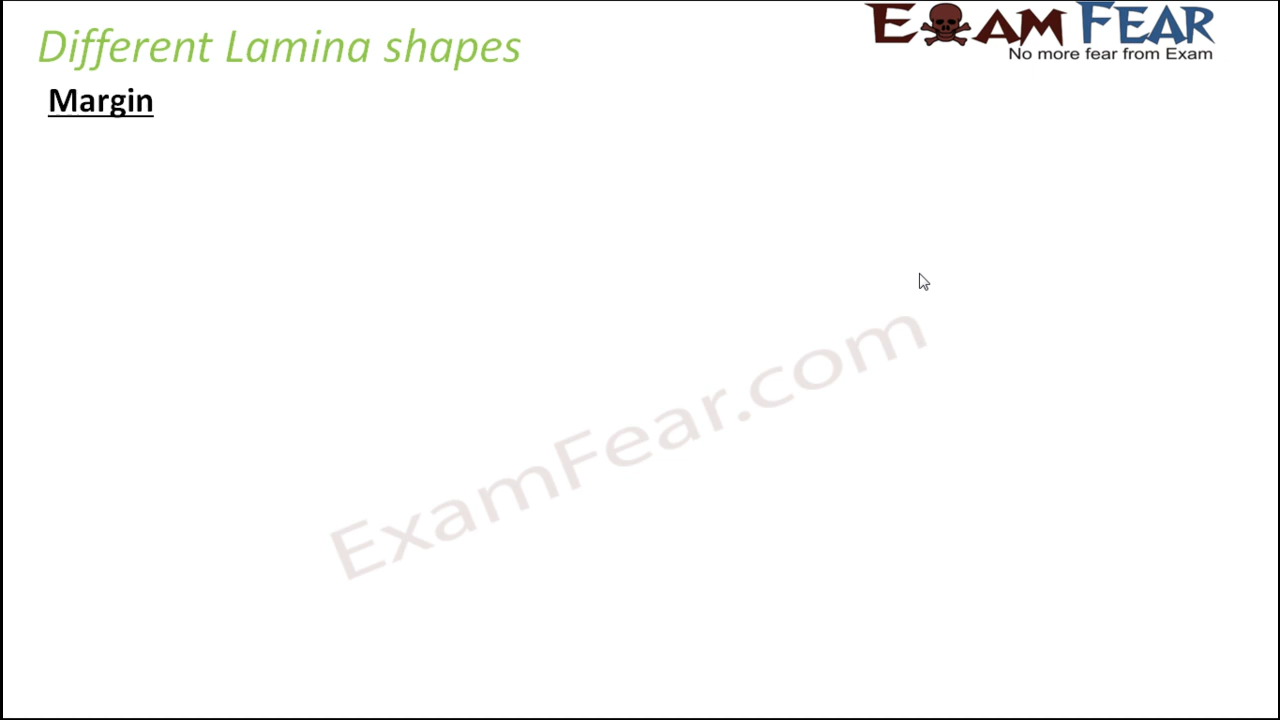 Different Lamina shapes
EXAM FEAR
No more fear from Exam
Margin
ExamFear.com